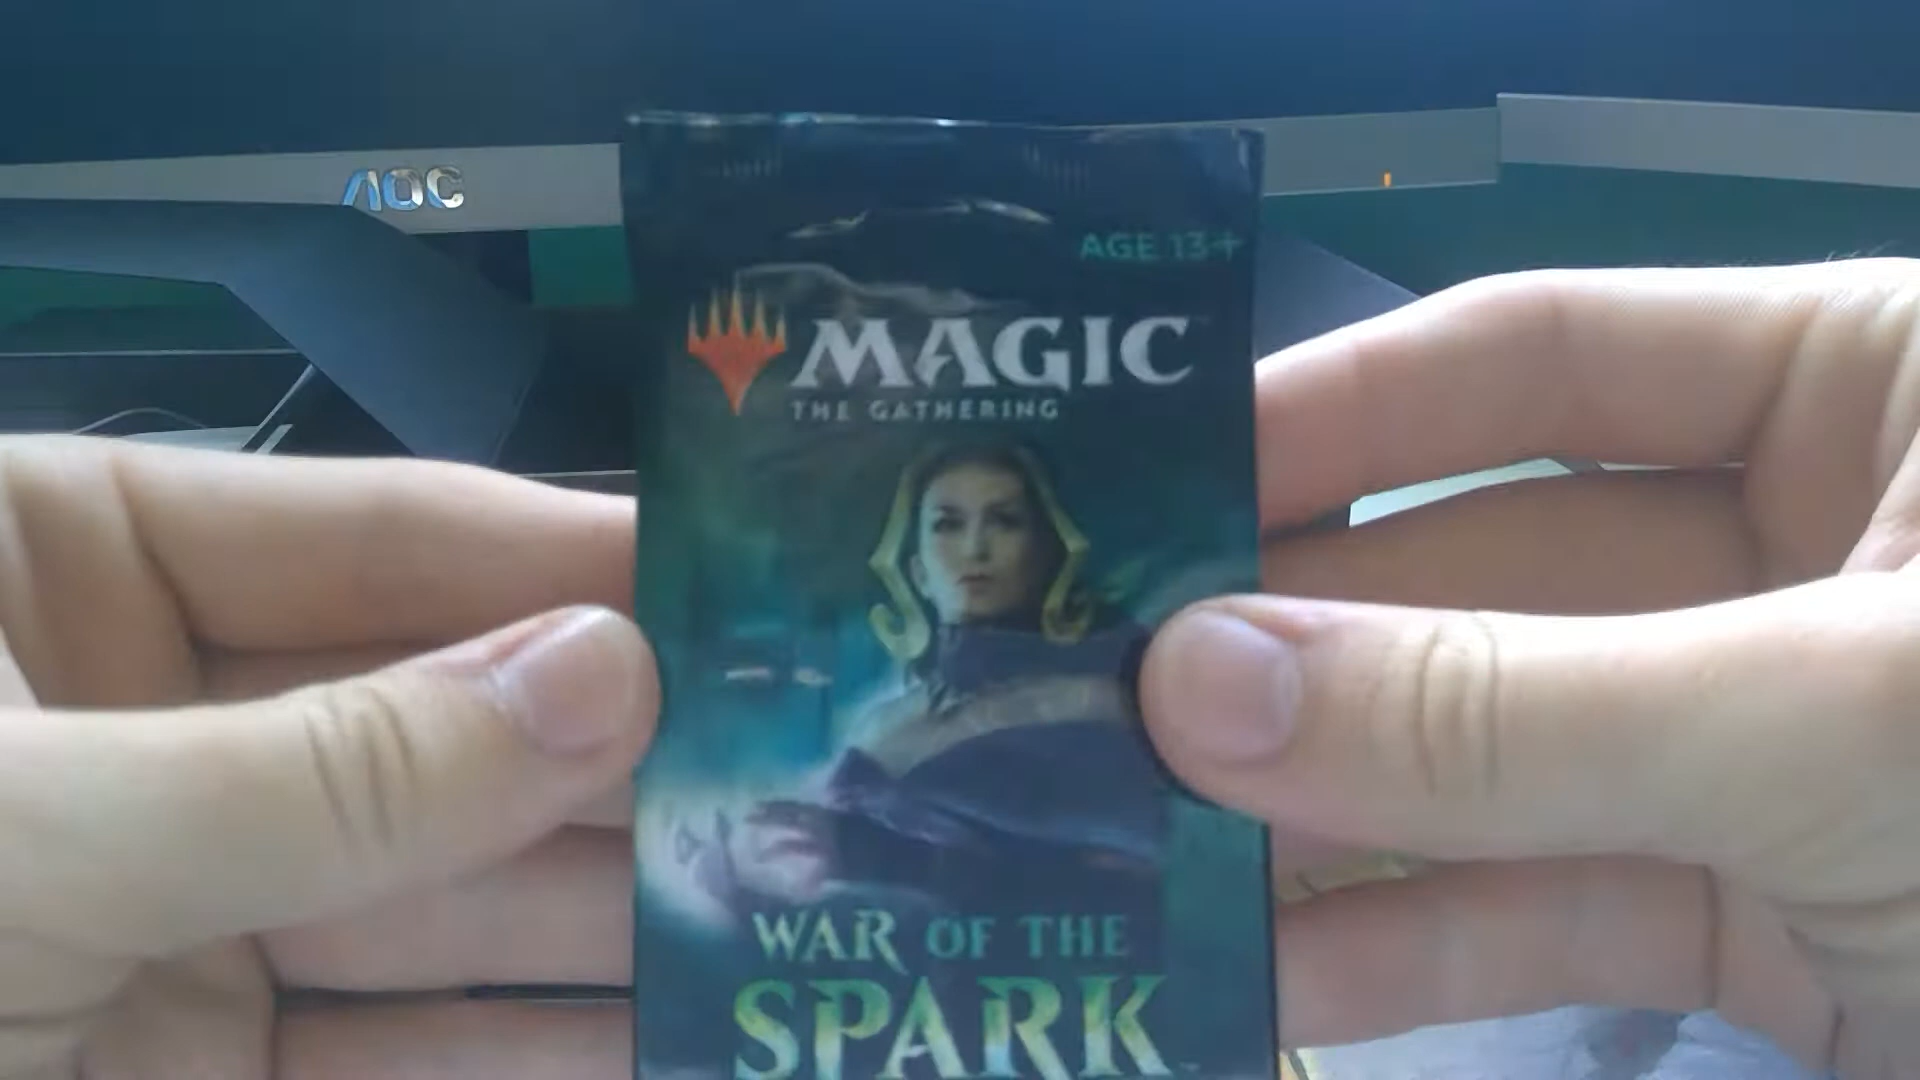 AOC
AGE 13+
MAGIC
THE GATHERING
WAR OF THE
SPARK